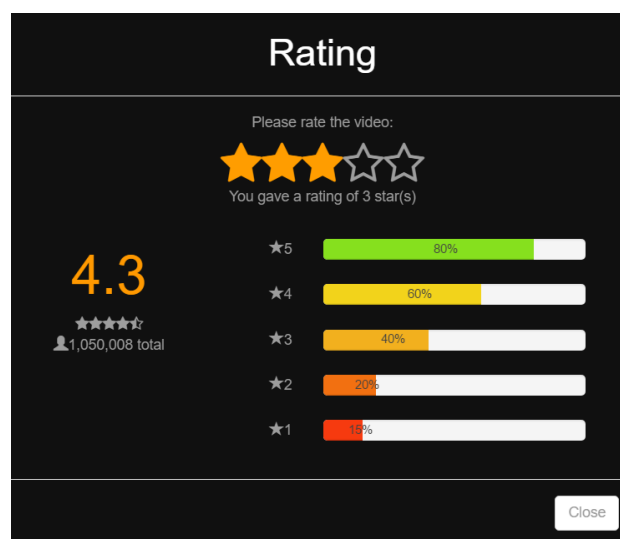 Rating
Please rate the video:
You gave a rating of 3 star(s)
4.3
1,050,008 total
★5 80%
★4 60%
★3 40%
★2 20%
★1 15%
Close